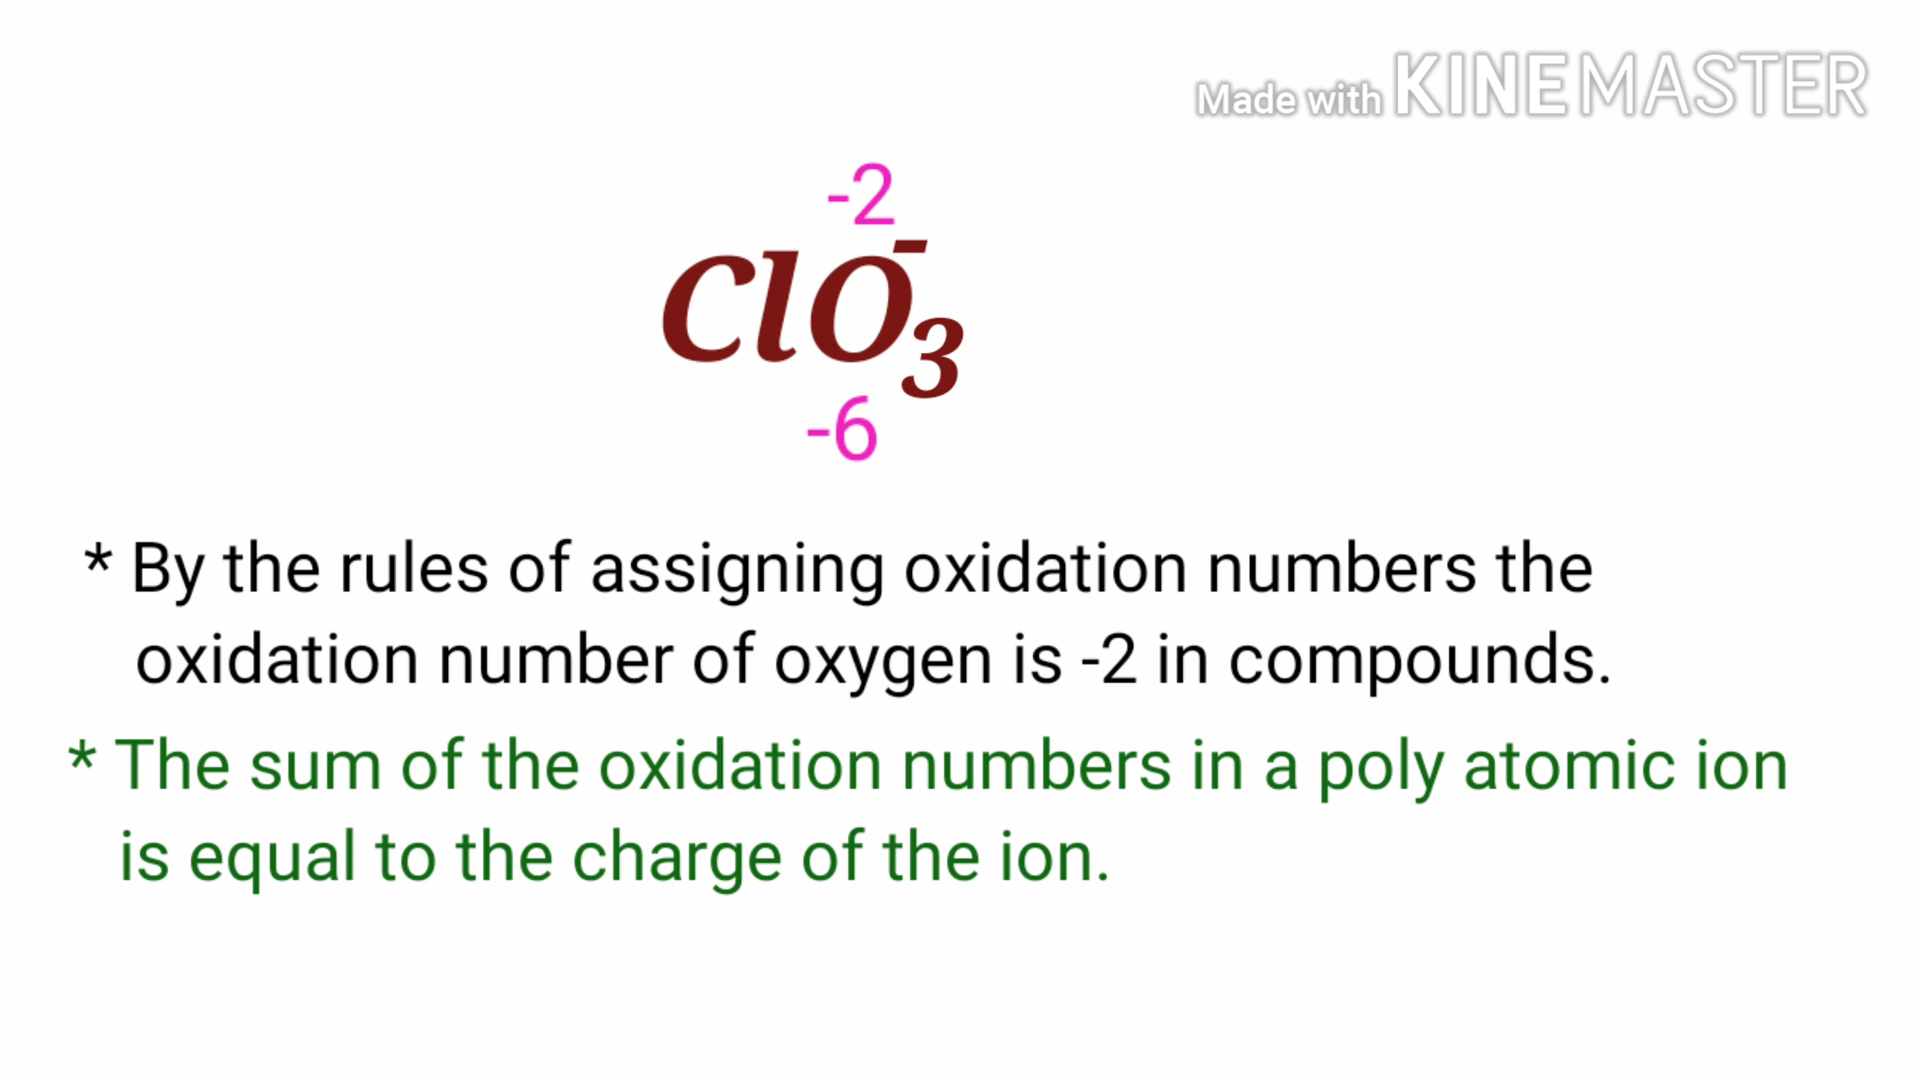 Made with KINEMASTER
-2
clo⁻₃
-6
* By the rules of assigning oxidation numbers the
oxidation number of oxygen is -2 in compounds.
* The sum of the oxidation numbers in a poly atomic ion
is equal to the charge of the ion.